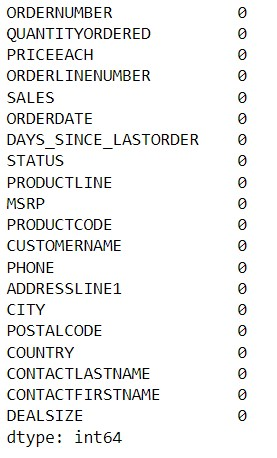 ORDERNUMBER 0
QUANTITYORDERED 0
PRICEEACH 0
ORDERLINENUMBER 0
SALES 0
ORDERDATE 0
DAYS_SINCE_LASTORDER 0
STATUS 0
PRODUCTLINE 0
MSRP 0
PRODUCTCODE 0
CUSTOMERNAME 0
PHONE 0
ADDRESSLINE1 0
CITY 0
POSTALCODE 0
COUNTRY 0
CONTACTLASTNAME 0
CONTACTFIRSTNAME 0
DEALSIZE 0
dtype: int64